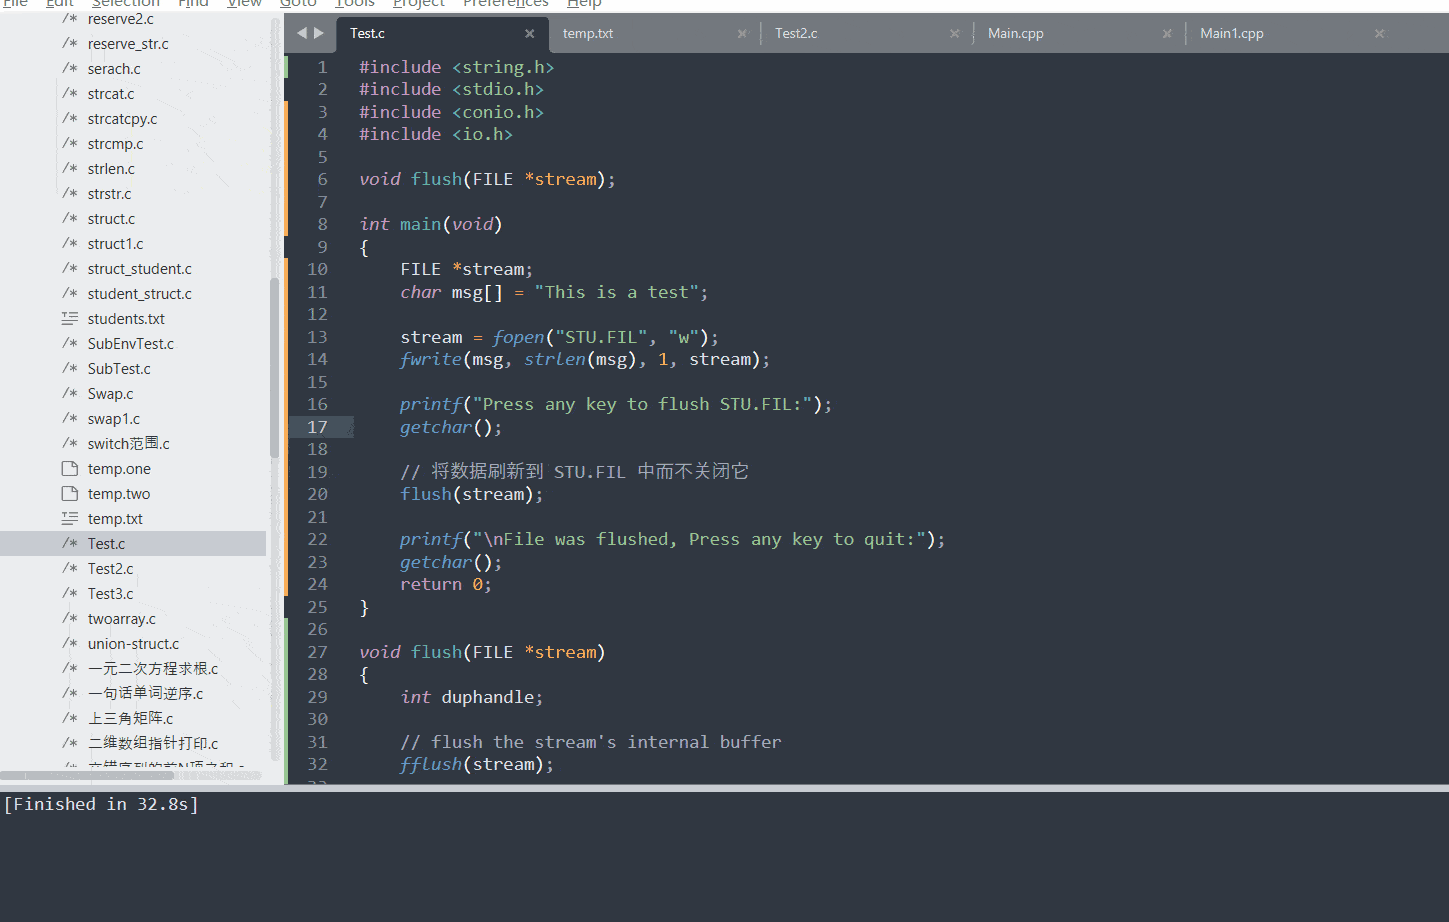 File Edit Selection Find View Goto Tools Project Preferences Help
reserve2.c
reserve_str.c
serach.c
strcat.c
strcatcpy.c
strcmp.c
strlen.c
strstr.c
struct.c
struct1.c
struct_student.c
student_struct.c
students.txt
SubEnvTest.c
SubTest.c
Swap.c
swap1.c
switch范围.c
temp.one
temp.two
temp.txt
Test.c
Test2.c
Test3.c
twoarray.c
union-struct.c
一元二次方程求根.c
一句话单词逆序.c
上三角矩阵.c
二维数组指针打印.c
Test.c temp.txt Test2.c Main.cpp Main1.cpp
1 #include <string.h>
2 #include <stdio.h>
3 #include <conio.h>
4 #include <io.h>
5
6 void flush(FILE *stream);
7
8 int main(void)
9 {
10 FILE *stream;
11 char msg[] = "This is a test";
12
13 stream = fopen("STU.FIL", "w");
14 fwrite(msg, strlen(msg), 1, stream);
15
16 printf("Press any key to flush STU.FIL:");
17 getchar();
18
19 // 将数据刷新到 STU.FIL 中而不关闭它
20 flush(stream);
21
22 printf("\nFile was flushed, Press any key to quit:");
23 getchar();
24 return 0;
25 }
26
27 void flush(FILE *stream)
28 {
29 int duphandle;
30
31 // flush the stream's internal buffer
32 fflush(stream);
[Finished in 32.8s]